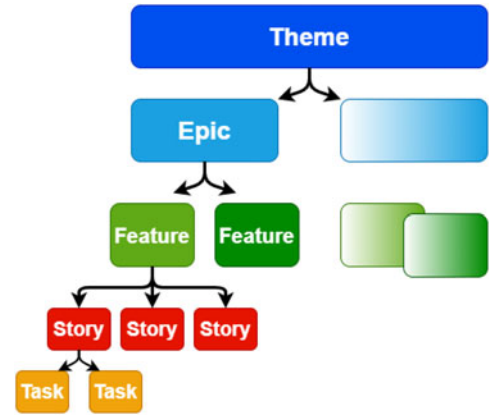 Theme
Epic
Feature Feature
Story Story Story
Task Task